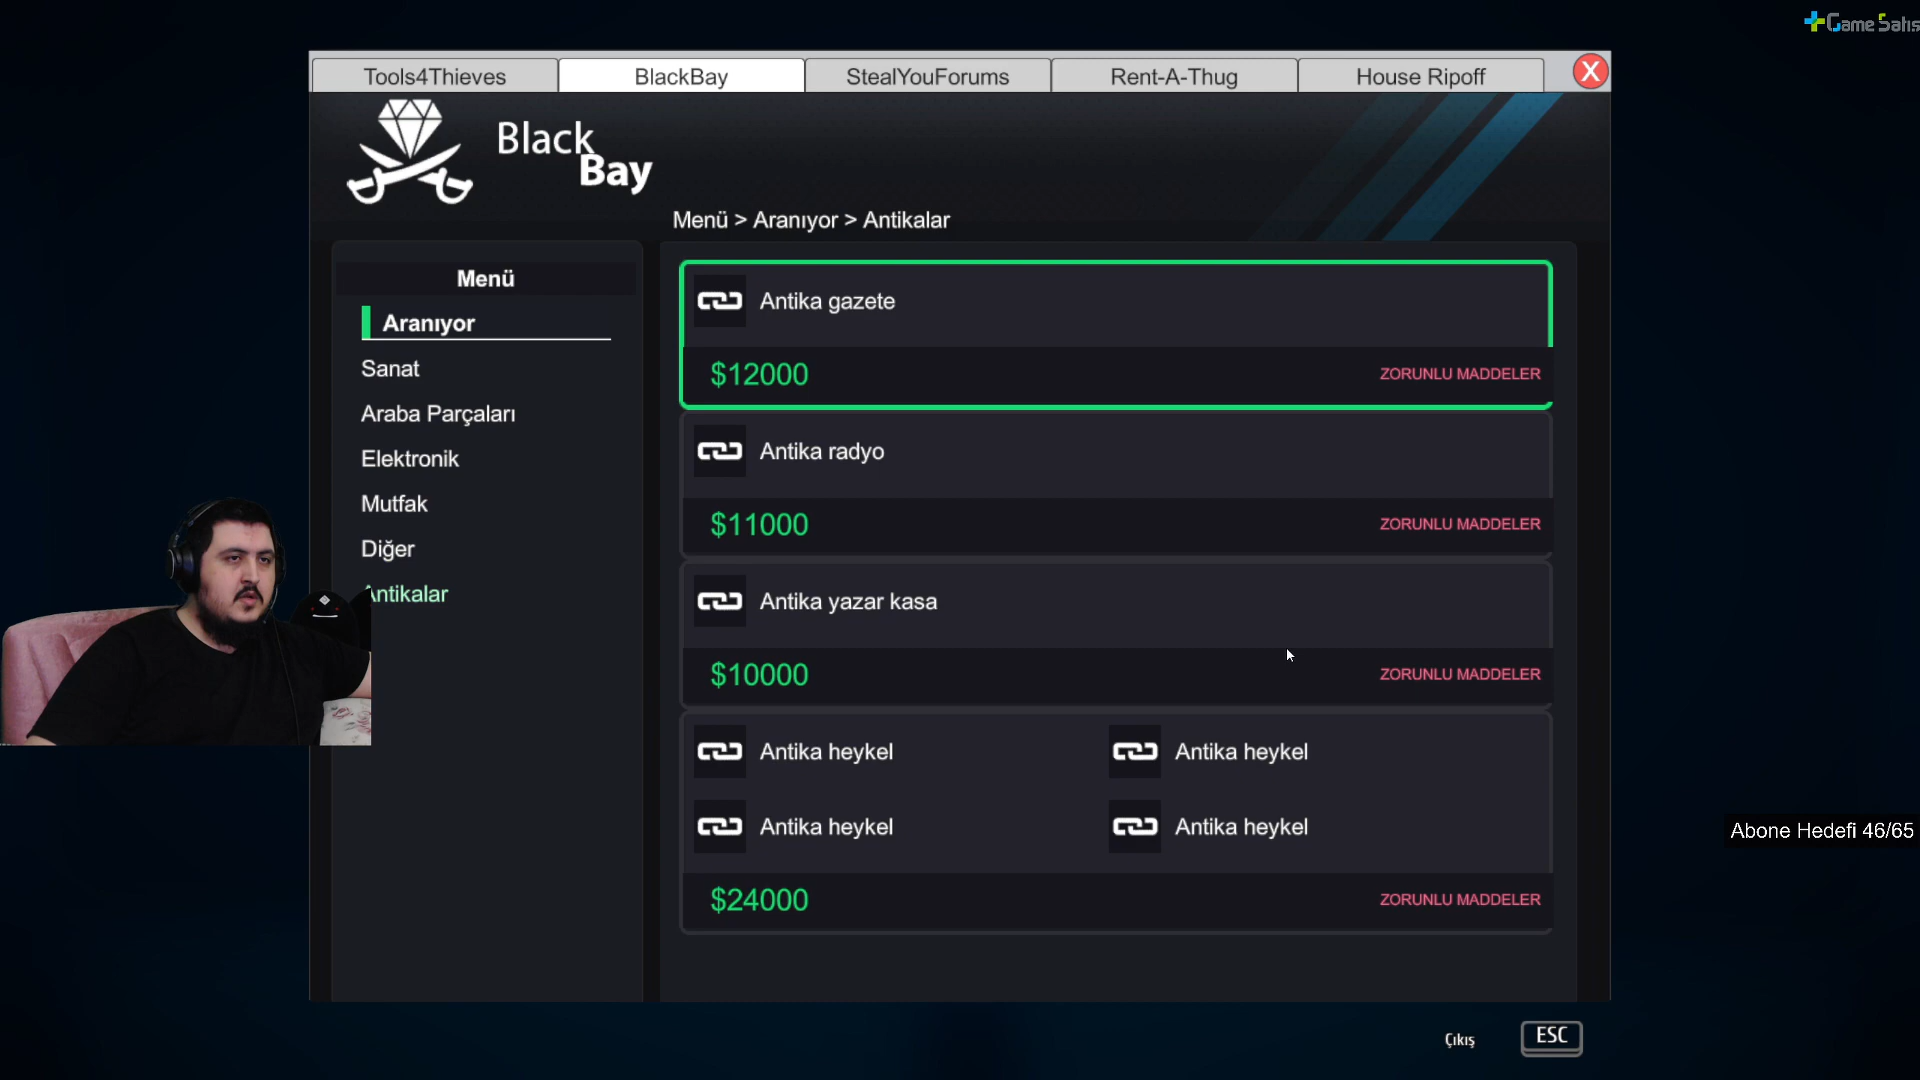 Game Satıs
Tools4Thieves
BlackBay
StealYouForums
Rent-A-Thug
House Ripoff
X
Black
Bay
Menü > Aranıyor > Antikalar
Menü
Aranıyor
Sanat
Araba Parçaları
Elektronik
Mutfak
Diğer
Antikalar
Antika gazete
$12000
ZORUNLU MADDELER
Antika radyo
$11000
ZORUNLU MADDELER
Antika yazar kasa
$10000
ZORUNLU MADDELER
Antika heykel
Antika heykel
Antika heykel
Antika heykel
$24000
ZORUNLU MADDELER
Abone Hedefi 46/65
Çıkış
ESC